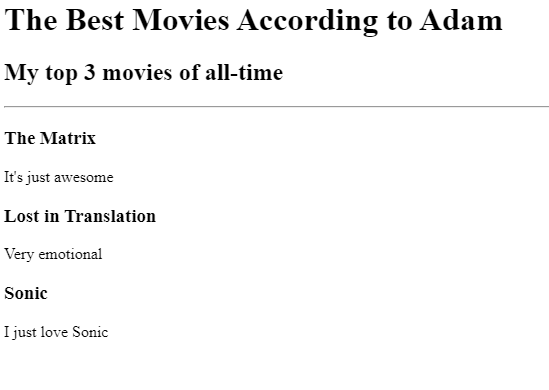 The Best Movies According to Adam
My top 3 movies of all-time
The Matrix
It's just awesome
Lost in Translation
Very emotional
Sonic
I just love Sonic